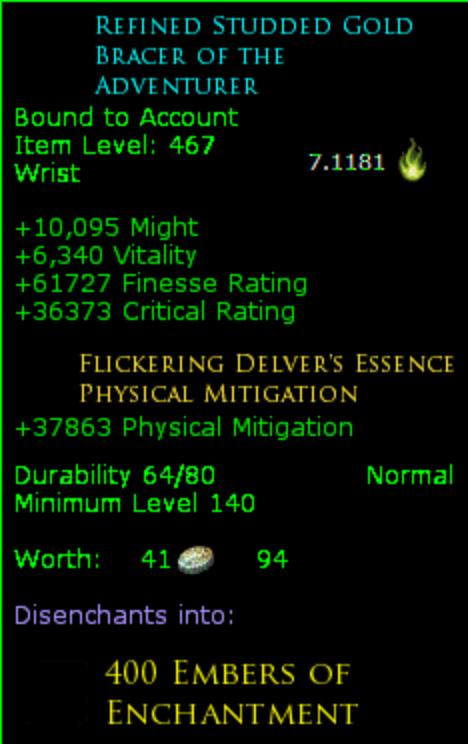 Refined Studded Gold
Bracer of the
Adventurer
Bound to Account
Item Level: 467
Wrist
7.1181
+10,095 Might
+6,340 Vitality
+61727 Finesse Rating
+36373 Critical Rating
Flickering Delver's Essence
Physical Mitigation
+37863 Physical Mitigation
Durability 64/80 Normal
Minimum Level 140
Worth: 41 94
Disenchants into:
400 Embers of
Enchantment